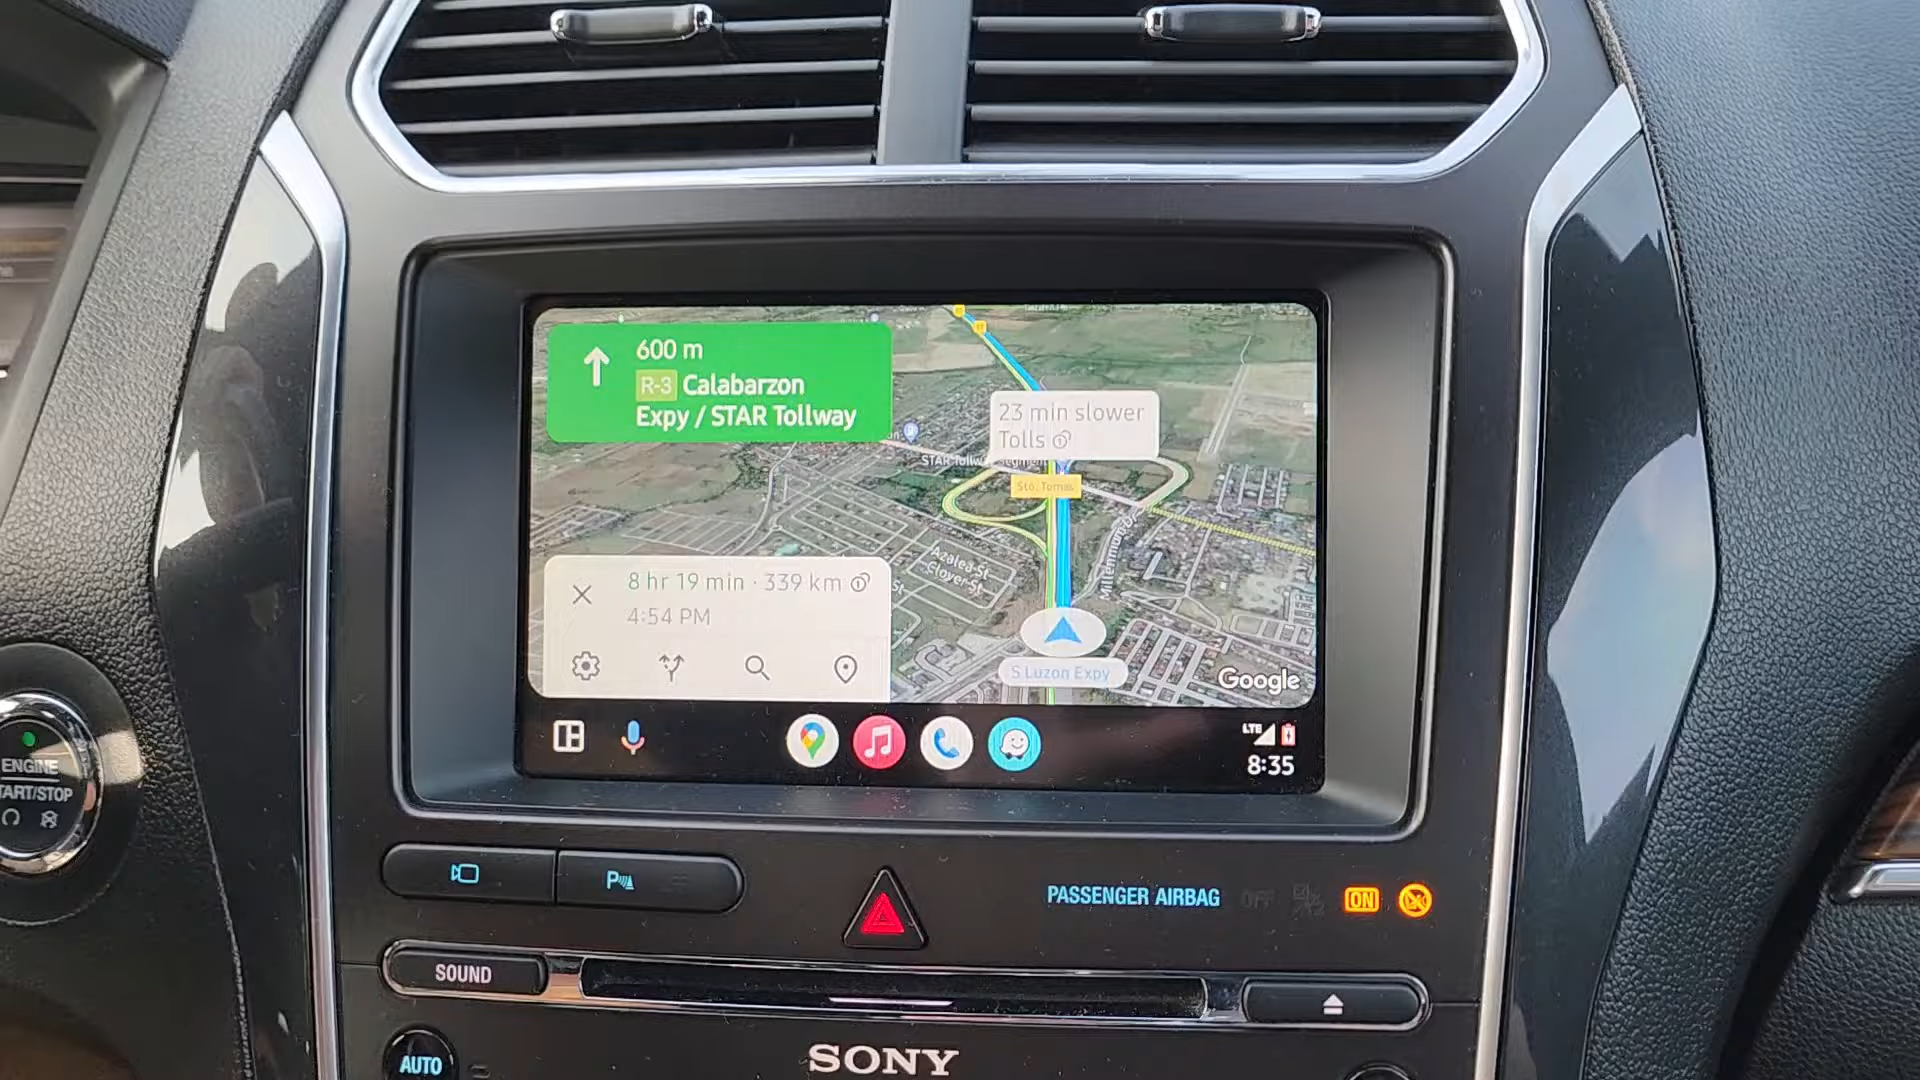 600 m
R-3 Calabarzon
Expy / STAR Tollway
23 min slower
Tolls
STAR Tollw
Sto. Tomas
Azalea St
Clover St
Millennium Dr
8 hr 19 min · 339 km
4:54 PM
S Luzon Expy
Google
LTE
8:35
ENGINE
TART/STOP
P
PASSENGER AIRBAG
OFF
ON
SOUND
SONY
AUTO